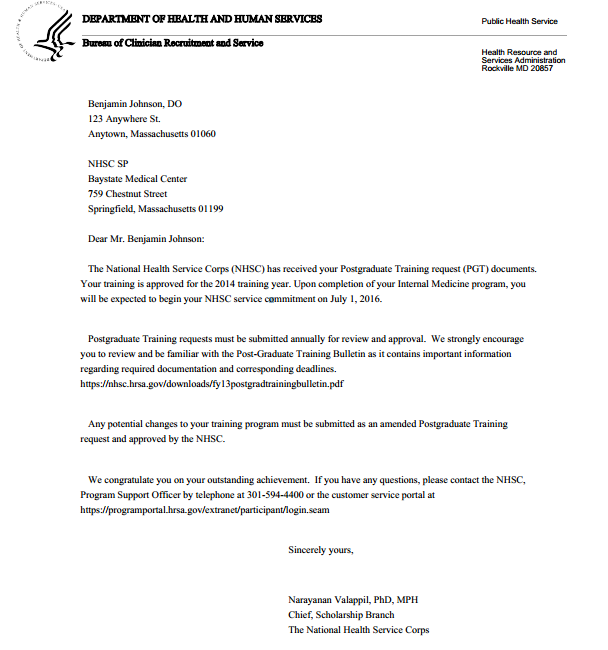 DEPARTMENT OF HEALTH AND HUMAN SERVICES
Public Health Service
Bureau of Clinician Recruitment and Service
Health Resource and
Services Administration
Rockville MD 20857
Benjamin Johnson, DO
123 Anywhere St.
Anytown, Massachusetts 01060
NHSC SP
Baystate Medical Center
759 Chestnut Street
Springfield, Massachusetts 01199
Dear Mr. Benjamin Johnson:
The National Health Service Corps (NHSC) has received your Postgraduate Training request (PGT) documents.
Your training is approved for the 2014 training year. Upon completion of your Internal Medicine program, you
will be expected to begin your NHSC service commitment on July 1, 2016.
Postgraduate Training requests must be submitted annually for review and approval. We strongly encourage
you to review and be familiar with the Post-Graduate Training Bulletin as it contains important information
regarding required documentation and corresponding deadlines.
https://nhsc.hrsa.gov/downloads/fy13postgradtrainingbulletin.pdf
Any potential changes to your training program must be submitted as an amended Postgraduate Training
request and approved by the NHSC.
We congratulate you on your outstanding achievement. If you have any questions, please contact the NHSC,
Program Support Officer by telephone at 301-594-4400 or the customer service portal at
https://programportal.hrsa.gov/extranet/participant/login.seam
Sincerely yours,
Narayanan Valappil, PhD, MPH
Chief, Scholarship Branch
The National Health Service Corps